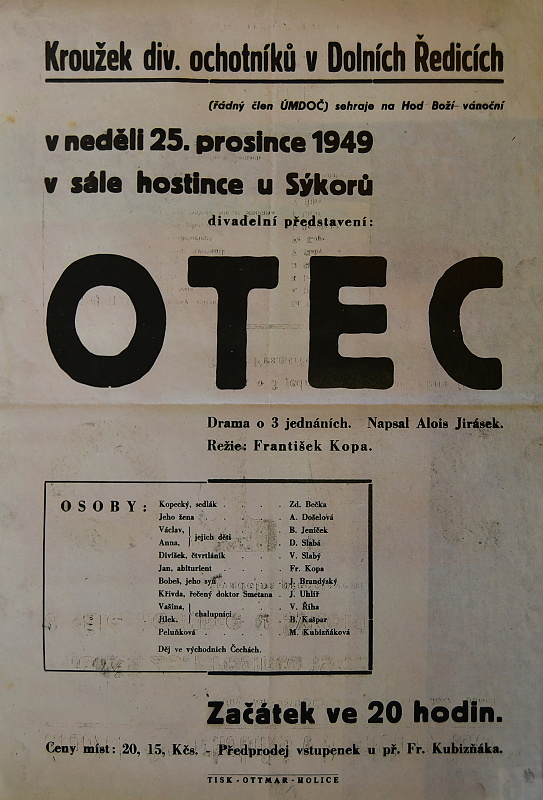 Kroužek div. ochotníků v Dolních Ředicích
(řádný člen ÚMDOČ) sehraje na Hod Boží vánoční
v neděli 25. prosince 1949
v sále hostince u Sýkorů
divadelní představení:
OTEC
Drama o 3 jednáních. Napsal Alois Jirásek.
Režie: František Kopa.
OSOBY:
Kopecký, sedlák . . . . . Zd. Bečka
Jeho žena . . . . . A. Došelová
Václav, } jejich děti . . . B. Jeníček
Anna, } D. Slabá
Divíšek, čtvrtláník . . . . V. Slabý
Jan, abiturient . . . . Fr. Kopa
Bobeš, jeho syn . . . . J. Brandýský
Křivda, řečený doktor Smetana . J. Uhlíř
Vašina, } chalupníci . . . V. Říha
Jílek, } B. Kašpar
Peluňková . . . . . M. Kubizňáková
Děj ve východních Čechách.
Začátek ve 20 hodin.
Ceny míst: 20, 15, Kčs. - Předprodej vstupenek u př. Fr. Kubizňáka.
TISK - OTTMAR - HOLICE